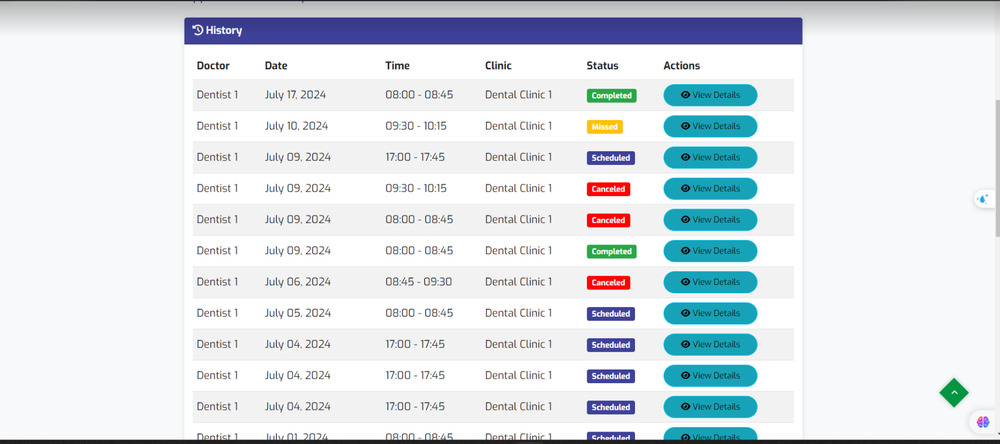 History
Doctor Date Time Clinic Status Actions
Dentist 1 July 17, 2024 08:00 - 08:45 Dental Clinic 1 Completed View Details
Dentist 1 July 10, 2024 09:30 - 10:15 Dental Clinic 1 Missed View Details
Dentist 1 July 09, 2024 17:00 - 17:45 Dental Clinic 1 Scheduled View Details
Dentist 1 July 09, 2024 09:30 - 10:15 Dental Clinic 1 Canceled View Details
Dentist 1 July 09, 2024 08:00 - 08:45 Dental Clinic 1 Canceled View Details
Dentist 1 July 09, 2024 08:00 - 08:45 Dental Clinic 1 Completed View Details
Dentist 1 July 06, 2024 08:45 - 09:30 Dental Clinic 1 Canceled View Details
Dentist 1 July 05, 2024 08:00 - 08:45 Dental Clinic 1 Scheduled View Details
Dentist 1 July 04, 2024 17:00 - 17:45 Dental Clinic 1 Scheduled View Details
Dentist 1 July 04, 2024 17:00 - 17:45 Dental Clinic 1 Scheduled View Details
Dentist 1 July 04, 2024 17:00 - 17:45 Dental Clinic 1 Scheduled View Details
Dentist 1 July 01, 2024 08:00 - 08:45 Dental Clinic 1 Scheduled View Details